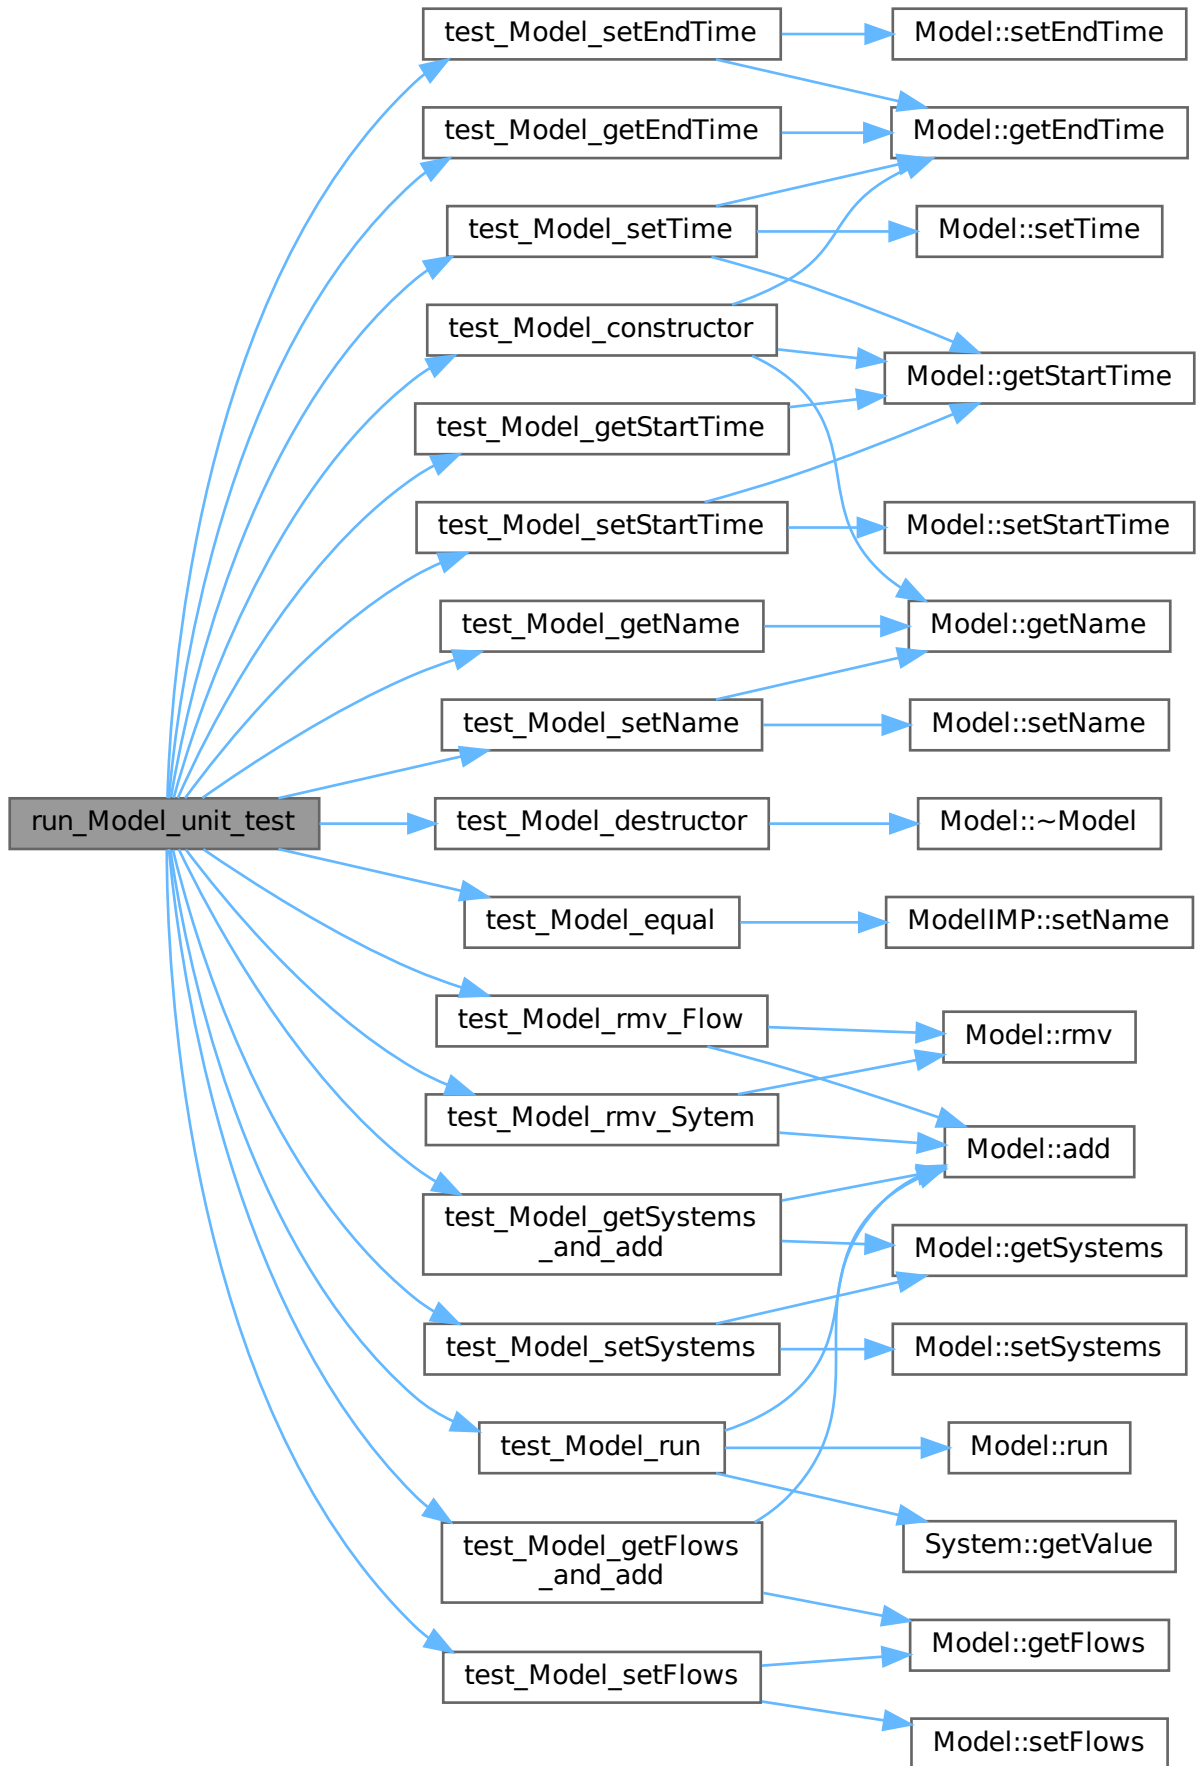 run_Model_unit_test
test_Model_setEndTime
test_Model_getEndTime
test_Model_setTime
test_Model_constructor
test_Model_getStartTime
test_Model_setStartTime
test_Model_getName
test_Model_setName
test_Model_destructor
test_Model_equal
test_Model_rmv_Flow
test_Model_rmv_Sytem
test_Model_getSystems
_and_add
test_Model_setSystems
test_Model_run
test_Model_getFlows
_and_add
test_Model_setFlows
Model::setEndTime
Model::getEndTime
Model::setTime
Model::getStartTime
Model::setStartTime
Model::getName
Model::setName
Model::~Model
ModelIMP::setName
Model::rmv
Model::add
Model::getSystems
Model::setSystems
Model::run
System::getValue
Model::getFlows
Model::setFlows